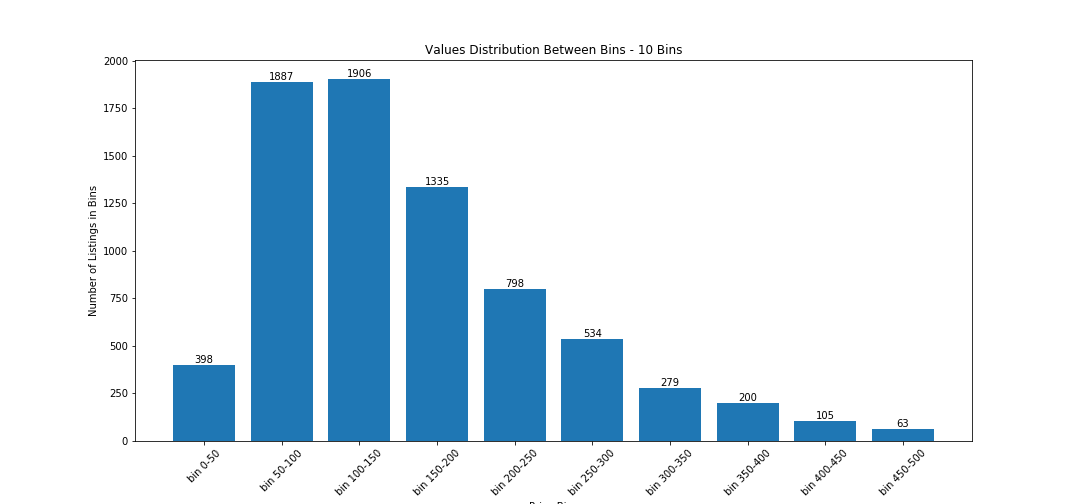 Values Distribution Between Bins - 10 Bins
2000
1750
1500
1250
1000
750
500
250
0
Number of Listings in Bins
398
1887
1906
1335
798
534
279
200
105
63
bin 0-50
bin 50-100
bin 100-150
bin 150-200
bin 200-250
bin 250-300
bin 300-350
bin 350-400
bin 400-450
bin 450-500